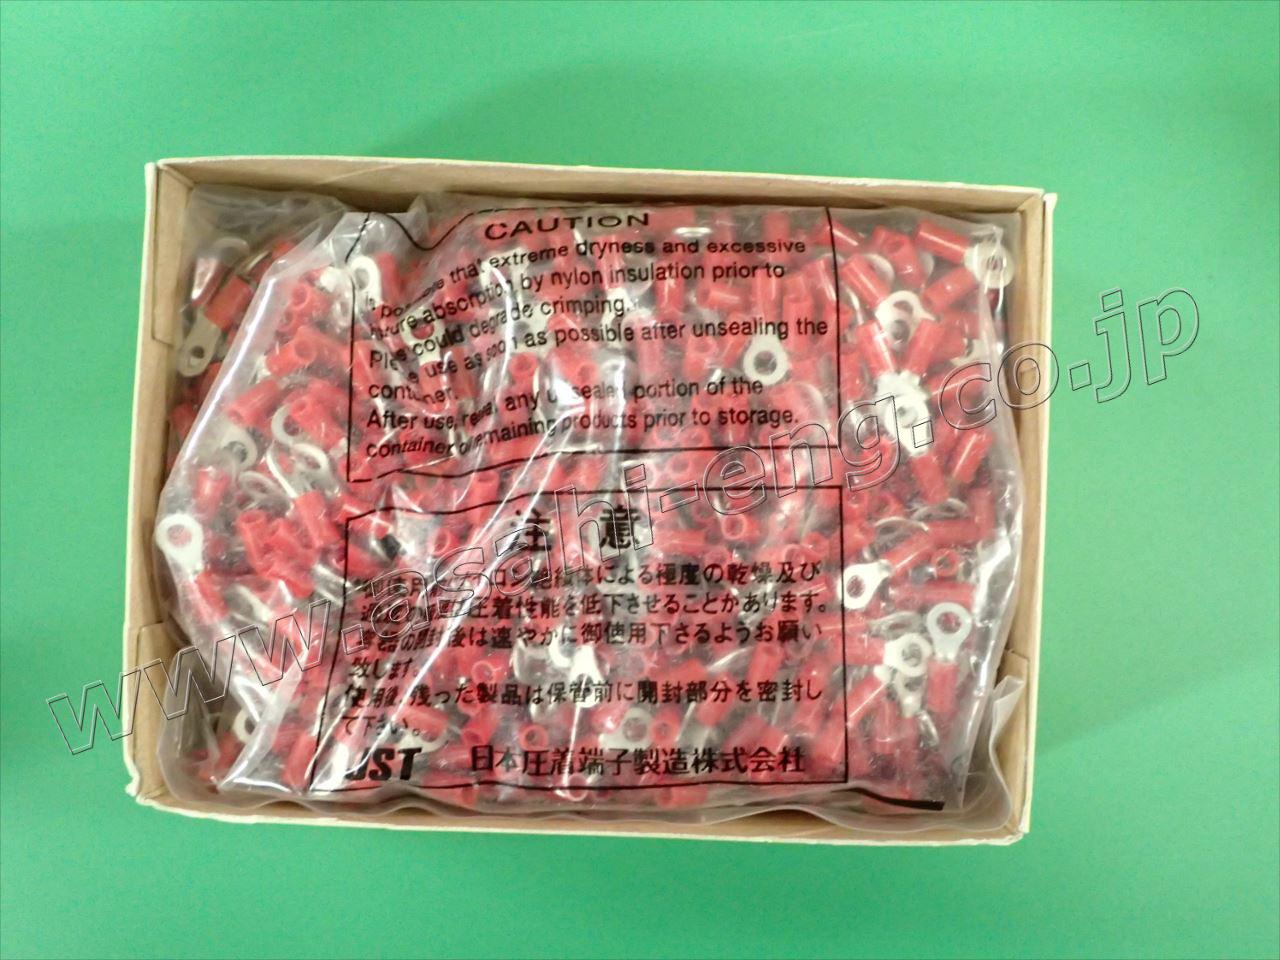 CAUTION
that extreme dryness and excessive
absorption by nylon insulation prior to
could degrade crimping.
use as soon as possible after unsealing the
container.
After use, any portion of the
container remaining products prior to storage.
注意
による極度の乾燥及び
圧着性能を低下させることがあります。
開封後は速やかに御使用下さるようお願い
致します。
使用後、残った製品は保管前に開封部分を密封し
て下さい。
JST 日本圧着端子製造株式会社
www.asahi-eng.co.jp